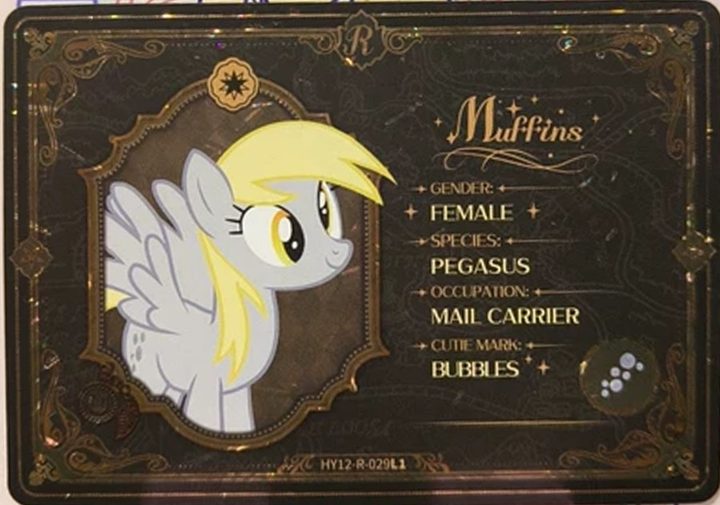 R
Muffins
GENDER:
FEMALE
SPECIES:
PEGASUS
OCCUPATION:
MAIL CARRIER
CUTIE MARK:
BUBBLES
HY12-R-029L1